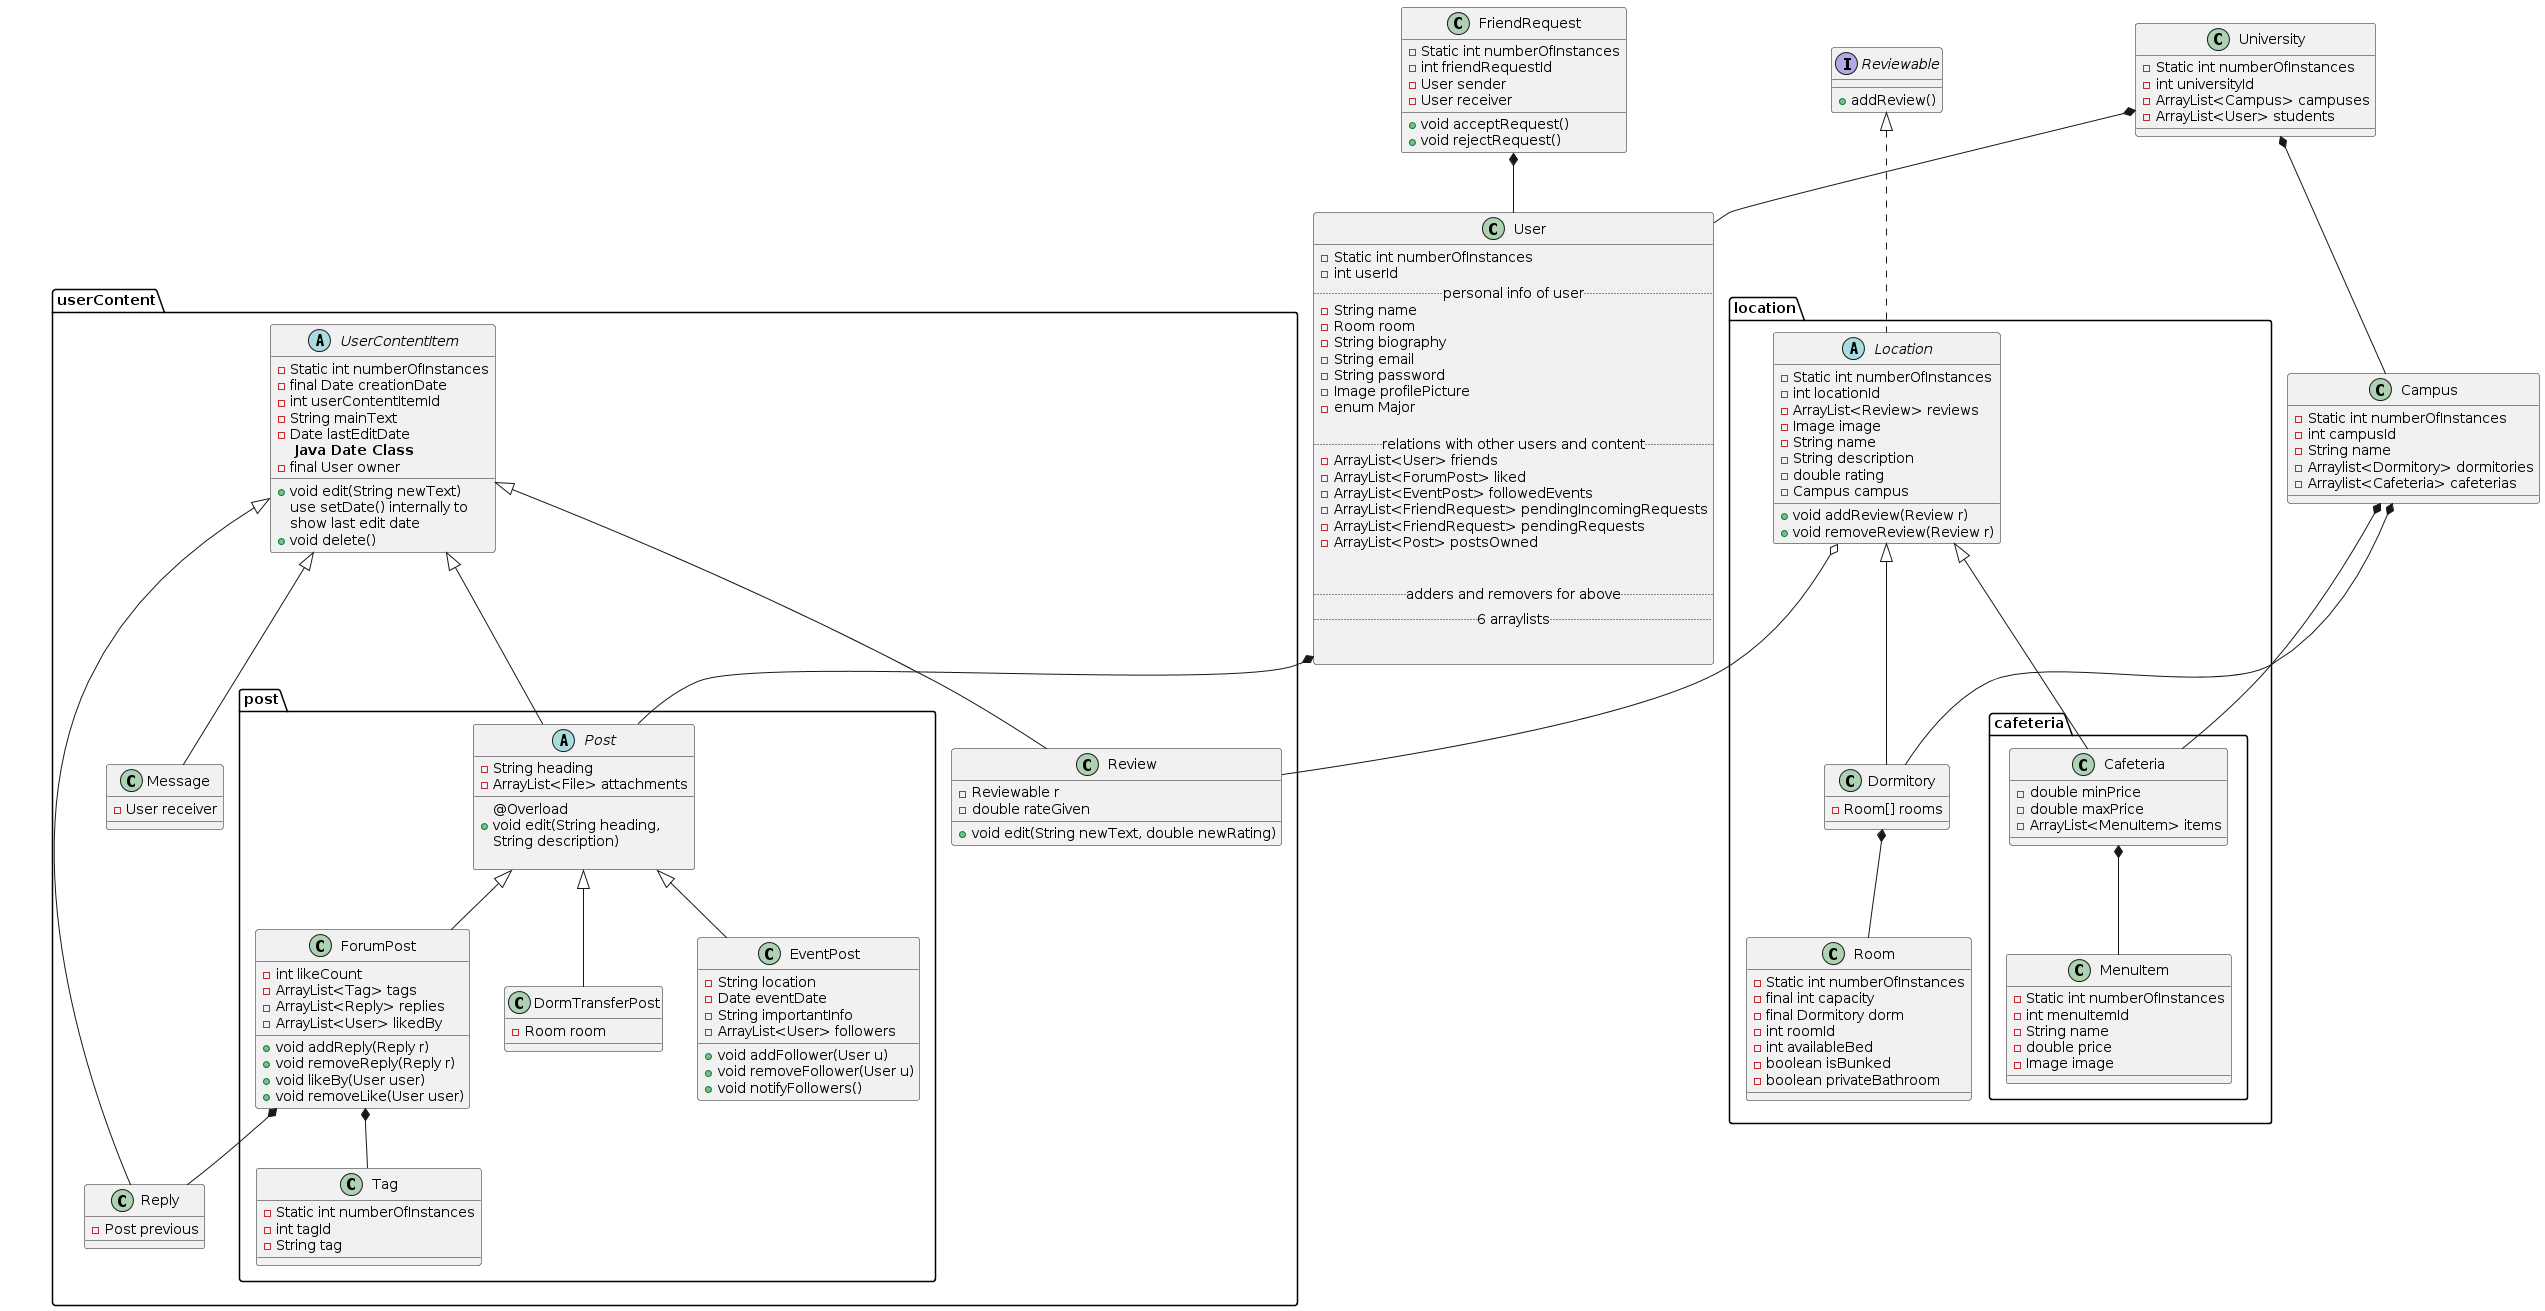 C FriendRequest
Static int numberOfInstances
int friendRequestId
User sender
User receiver
void acceptRequest()
void rejectRequest()
I Reviewable
addReview()
C University
Static int numberOfInstances
int universityId
ArrayList<Campus> campuses
ArrayList<User> students
C User
Static int numberOfInstances
int userId
personal info of user
String name
Room room
String biography
String email
String password
Image profilePicture
enum Major
relations with other users and content
ArrayList<User> friends
ArrayList<ForumPost> liked
ArrayList<EventPost> followedEvents
ArrayList<FriendRequest> pendingIncomingRequests
ArrayList<FriendRequest> pendingRequests
ArrayList<Post> postsOwned
adders and removers for above
6 arraylists
userContent
A UserContentItem
Static int numberOfInstances
final Date creationDate
int userContentItemId
String mainText
Date lastEditDate
Java Date Class
final User owner
void edit(String newText)
use setDate() internally to
show last edit date
void delete()
location
A Location
Static int numberOfInstances
int locationId
ArrayList<Review> reviews
Image image
String name
String description
double rating
Campus campus
void addReview(Review r)
void removeReview(Review r)
C Campus
Static int numberOfInstances
int campusId
String name
Arraylist<Dormitory> dormitories
Arraylist<Cafeteria> cafeterias
C Message
User receiver
post
A Post
String heading
ArrayList<File> attachments
@Overload
void edit(String heading,
String description)
C Review
Reviewable r
double rateGiven
void edit(String newText, double newRating)
C Dormitory
Room[] rooms
cafeteria
C Cafeteria
double minPrice
double maxPrice
ArrayList<MenuItem> items
C ForumPost
int likeCount
ArrayList<Tag> tags
ArrayList<Reply> replies
ArrayList<User> likedBy
void addReply(Reply r)
void removeReply(Reply r)
void likeBy(User user)
void removeLike(User user)
C DormTransferPost
Room room
C EventPost
String location
Date eventDate
String importantInfo
ArrayList<User> followers
void addFollower(User u)
void removeFollower(User u)
void notifyFollowers()
C Room
Static int numberOfInstances
final int capacity
final Dormitory dorm
int roomId
int availableBed
boolean isBunked
boolean privateBathroom
C MenuItem
Static int numberOfInstances
int menuItemId
String name
double price
Image image
C Reply
Post previous
C Tag
Static int numberOfInstances
int tagId
String tag